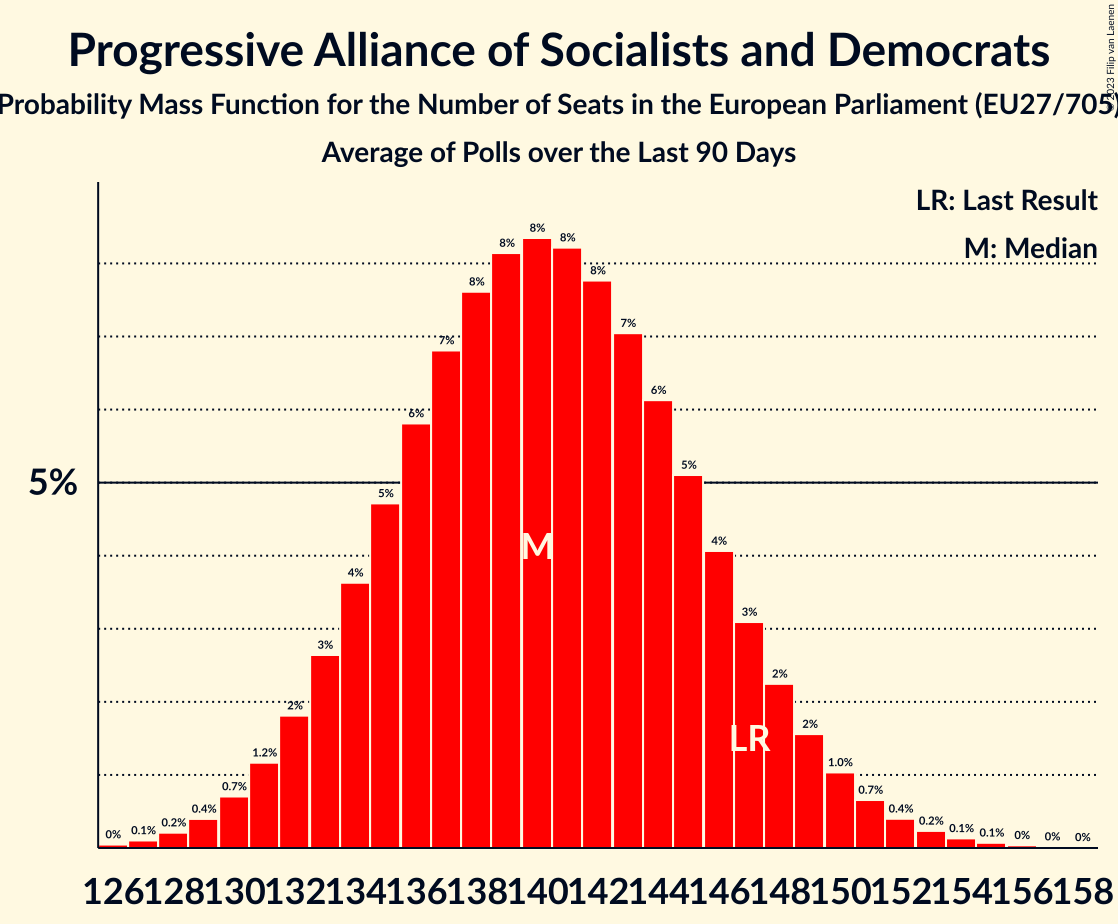 Progressive Alliance of Socialists and Democrats
Probability Mass Function for the Number of Seats in the European Parliament (EU27/705)
Average of Polls over the Last 90 Days
© 2023 Filip van Laenen
LR: Last Result
M: Median
5%
0% 0.1% 0.2% 0.4% 0.7% 1.2% 2% 3% 4% 5% 6% 7% 8% 8% 8% 8% 8% 7% 6% 5% 4% 3% 2% 2% 1.0% 0.7% 0.4% 0.2% 0.1% 0.1% 0% 0% 0%
M
LR
126 128 130 132 134 136 138 140 142 144 146 148 150 152 154 156 158